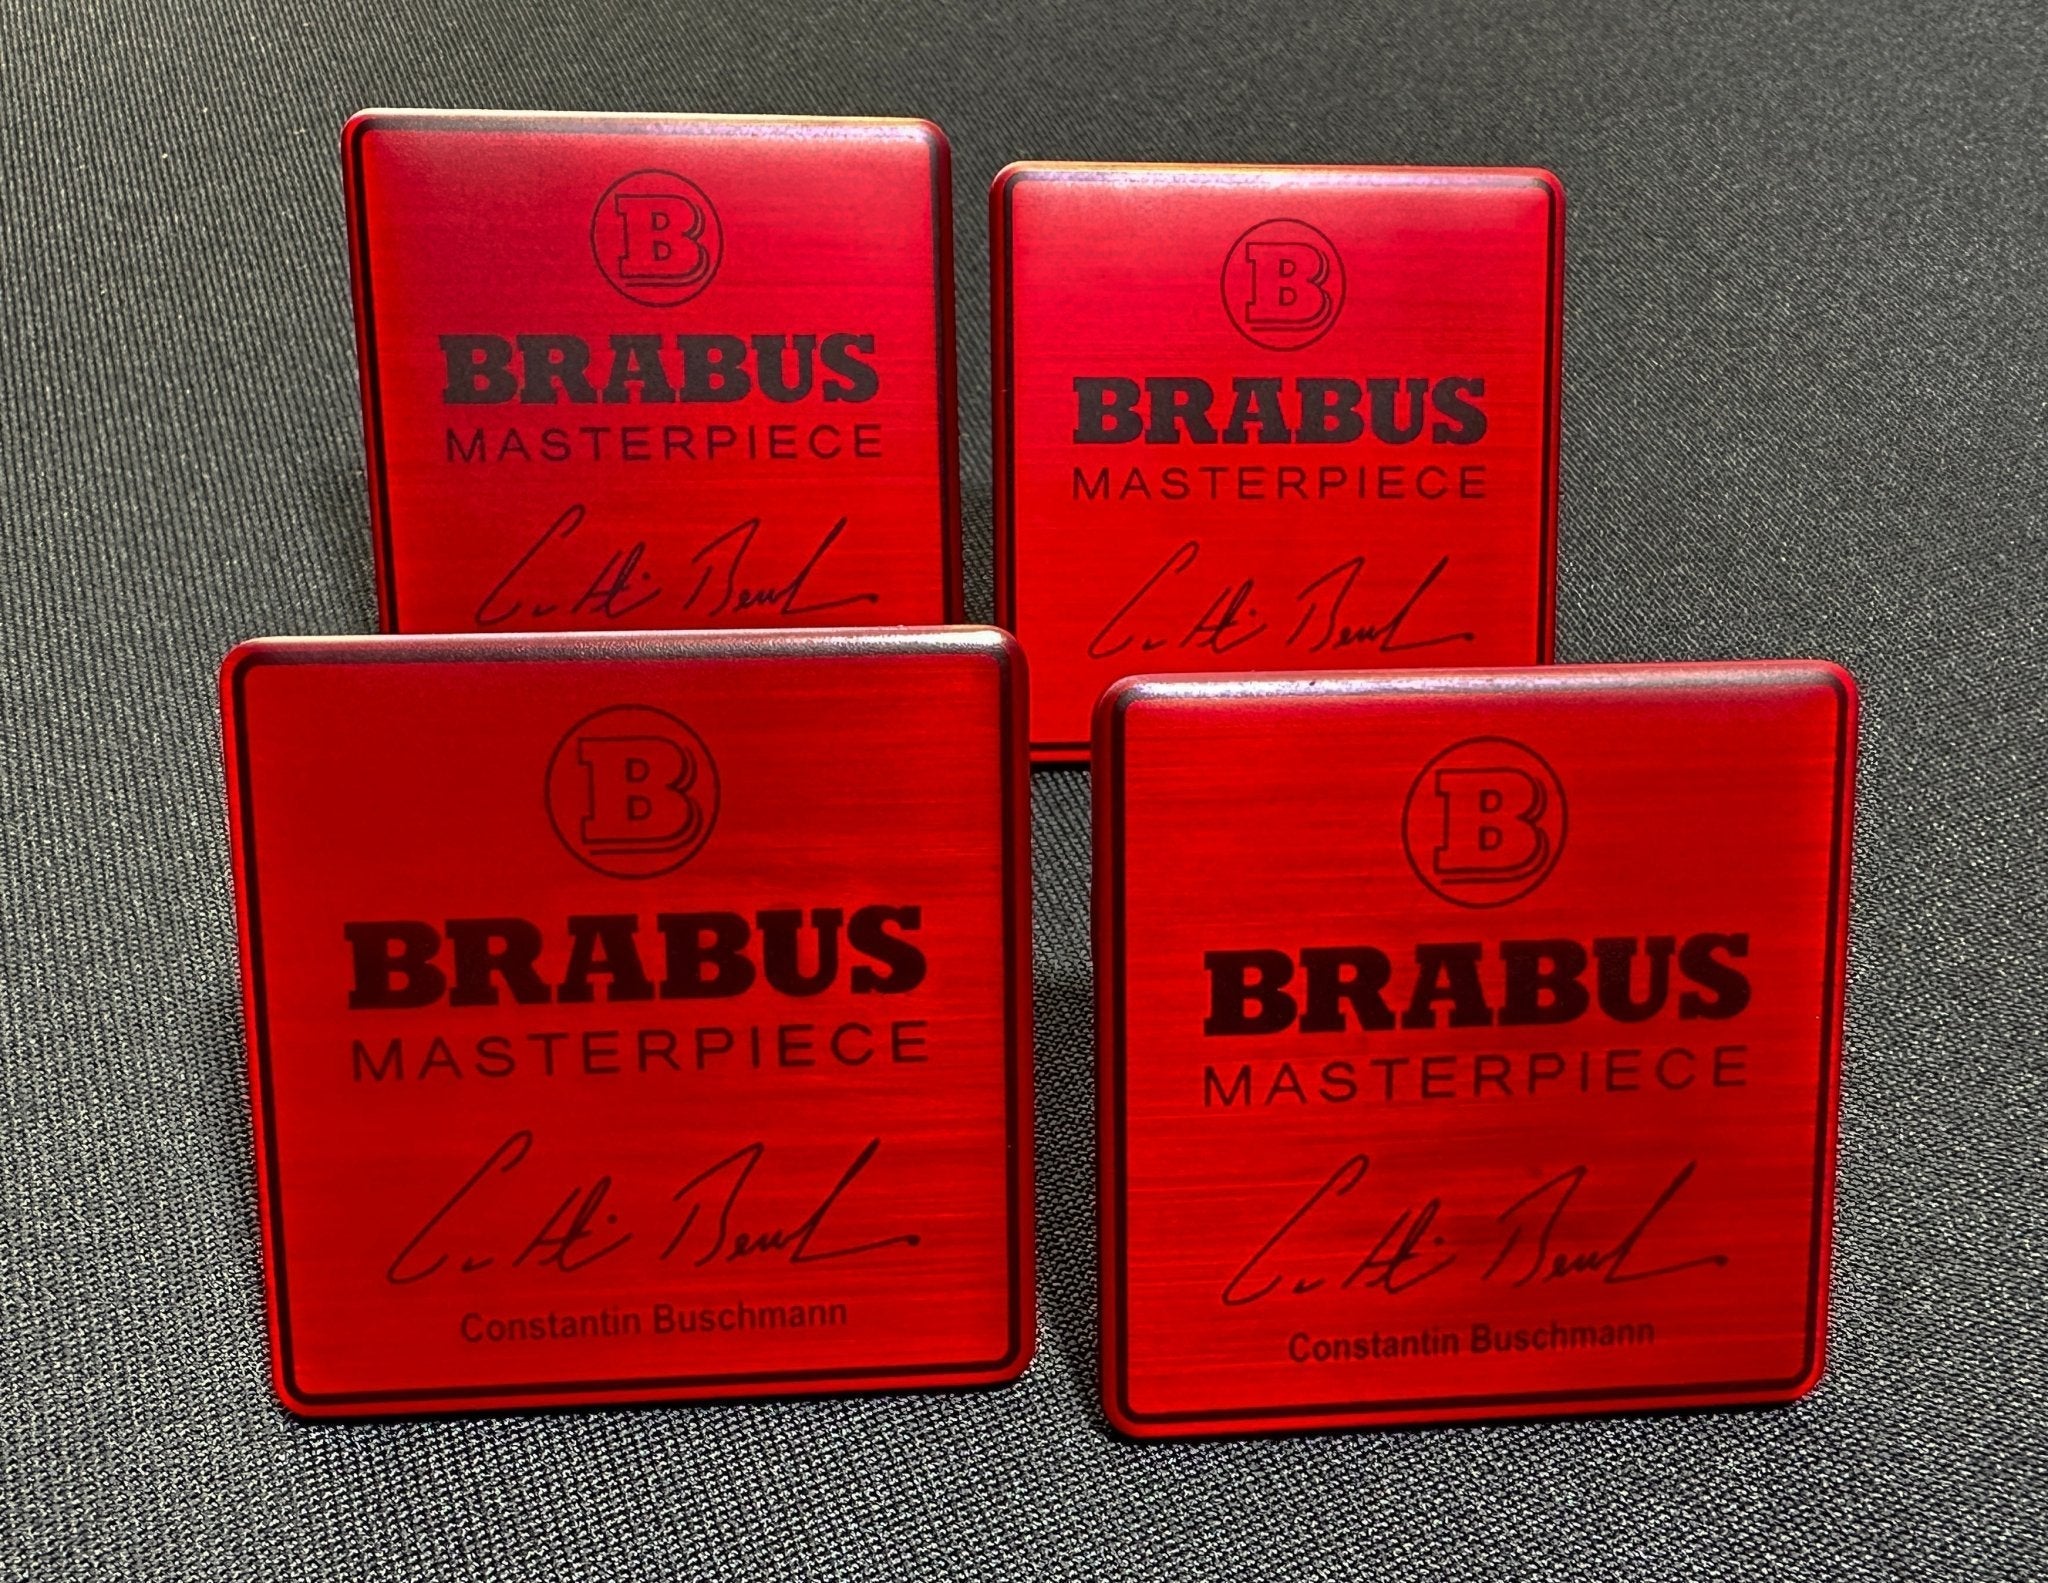 B
BRABUS
MASTERPIECE
B
BRABUS
MASTERPIECE
B
BRABUS
MASTERPIECE
Constantin Buschmann
B
BRABUS
MASTERPIECE
Constantin Buschmann